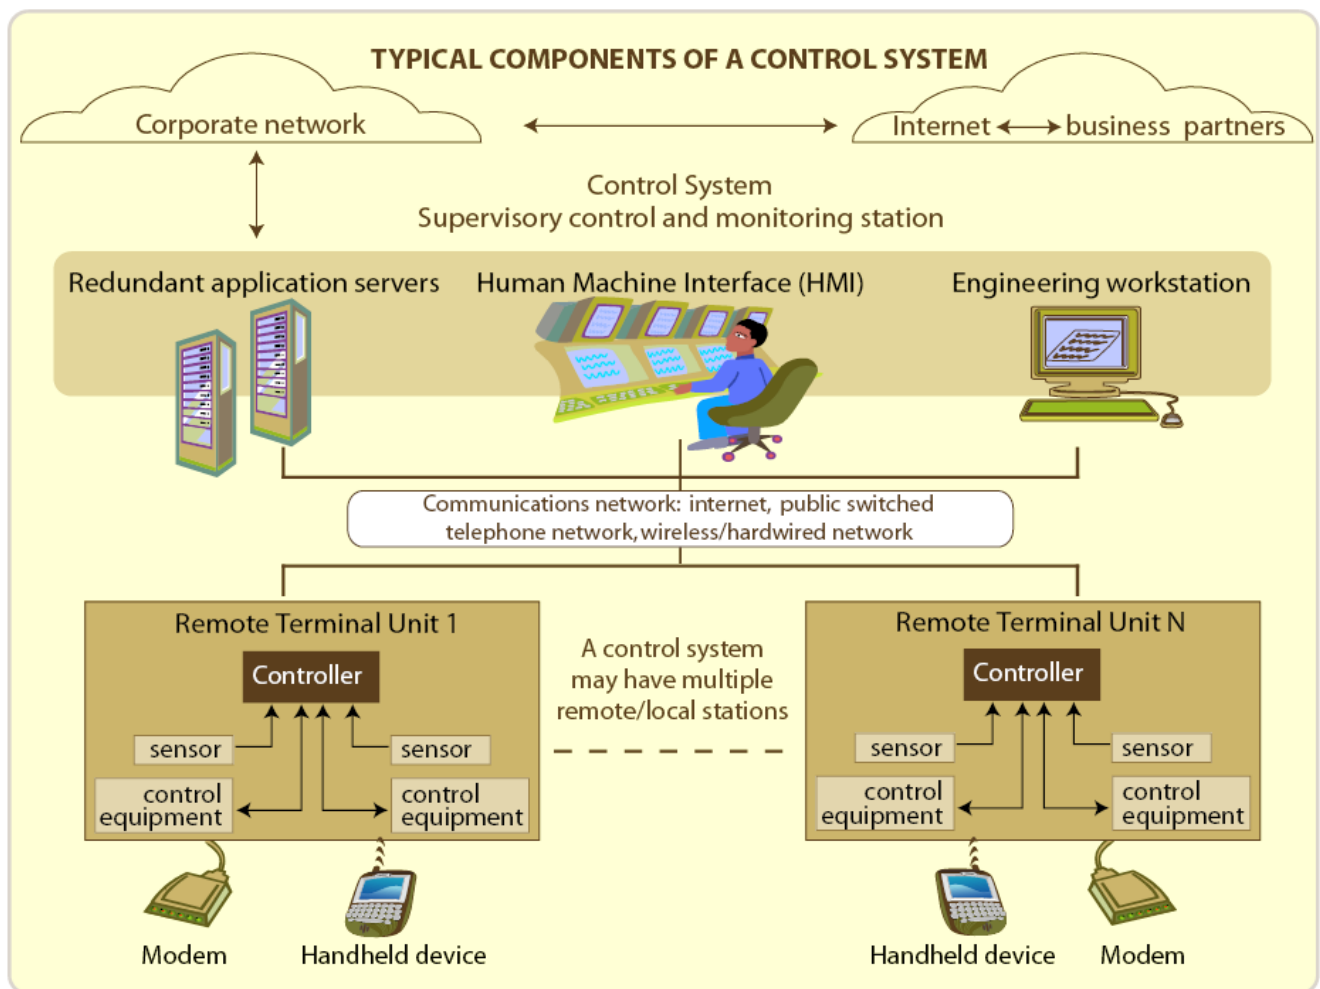 TYPICAL COMPONENTS OF A CONTROL SYSTEM
Corporate network
Internet
business partners
Control System
Supervisory control and monitoring station
Redundant application servers
Human Machine Interface (HMI)
Engineering workstation
Communications network: internet, public switched
telephone network, wireless/hardwired network
Remote Terminal Unit 1
Controller
sensor
sensor
control
equipment
control
equipment
Modem
Handheld device
A control system
may have multiple
remote/local stations
Remote Terminal Unit N
Controller
sensor
sensor
control
equipment
control
equipment
Handheld device
Modem